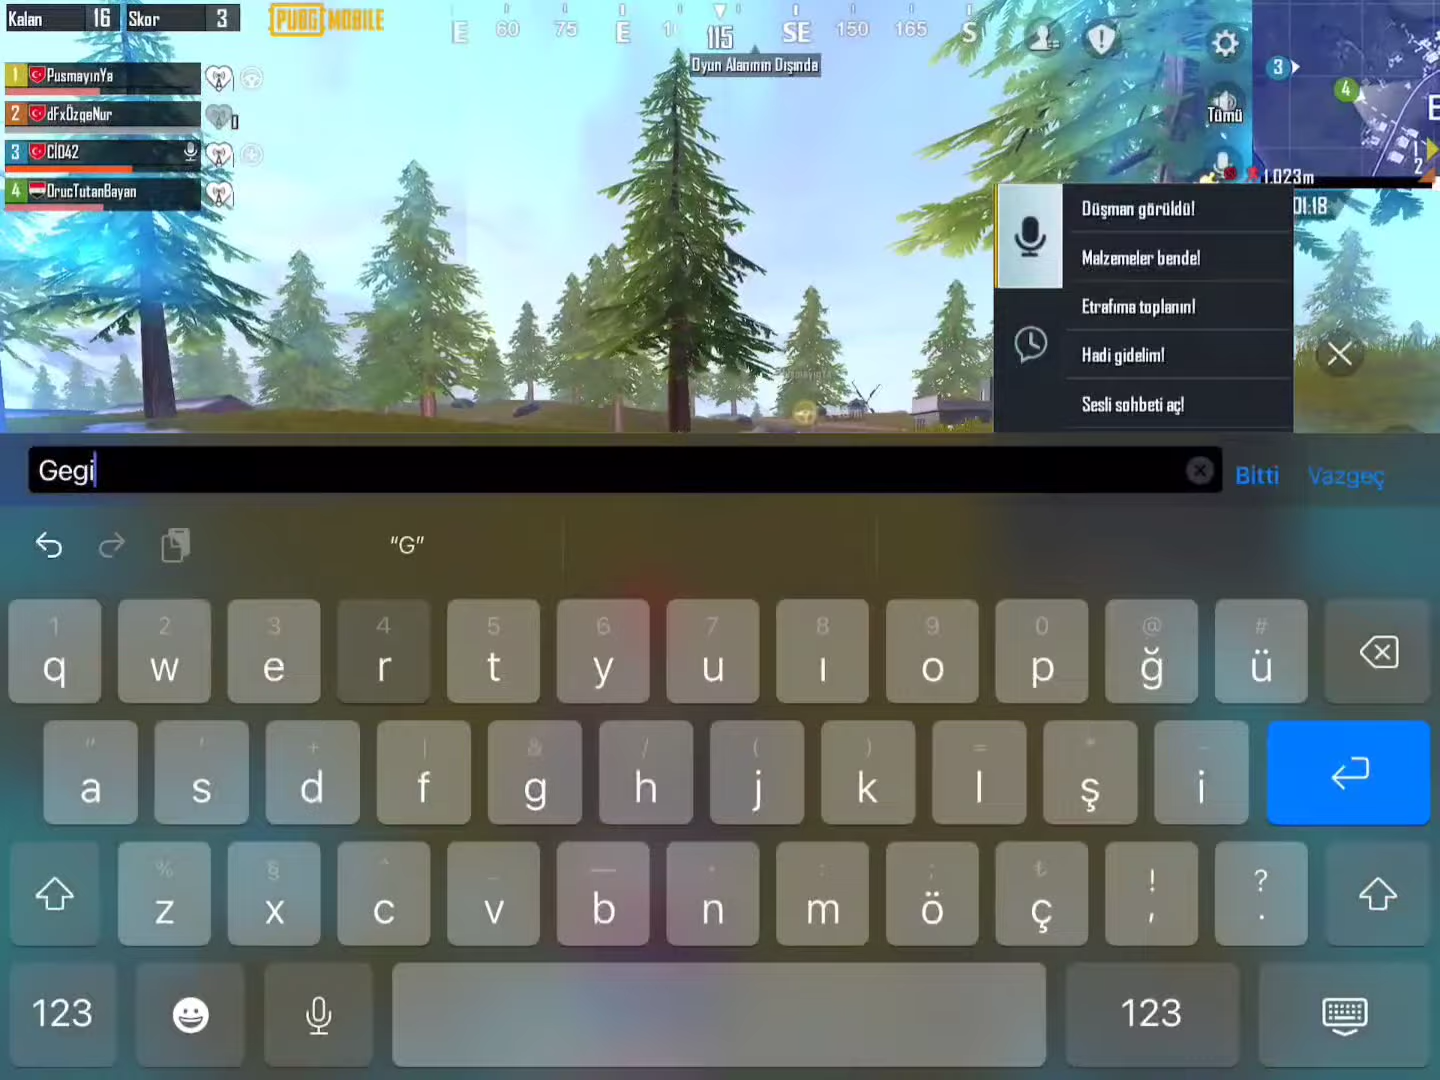 Kalan 16 Skor 3
PUBG MOBILE
E 60 75 E 115 SE 150 165 S
Oyun Alanının Dışında
1 PusmayınYa
2 dFxÖzgeNur
3 Cl042
4 OrucTutanBayan
Tümü
3
4
1
2
1.023m
01:18
Düşman görüldü!
Malzemeler bende!
Etrafıma toplanın!
Hadi gidelim!
Sesli sohbeti aç!
Gegi
Bitti Vazgeç
"G"
1 2 3 4 5 6 7 8 9 0 @ #
q w e r t y u ı o p ğ ü
" ' + | & / ( ) = * -
a s d f g h j k l ş i
% § ^ _ — · : ; ₺ ! ?
z x c v b n m ö ç , .
123 123